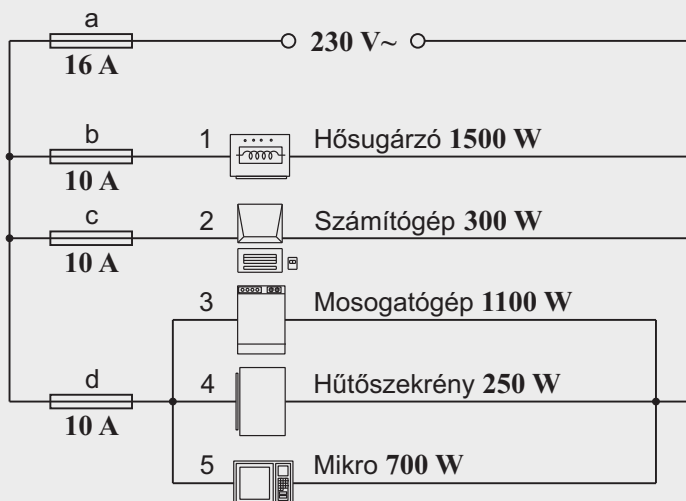 a
230 V~
16 A
b
1
Hősugárzó 1500 W
10 A
c
2
Számítógép 300 W
10 A
3
Mosogatógép 1100 W
d
4
Hűtőszekrény 250 W
10 A
5
Mikro 700 W